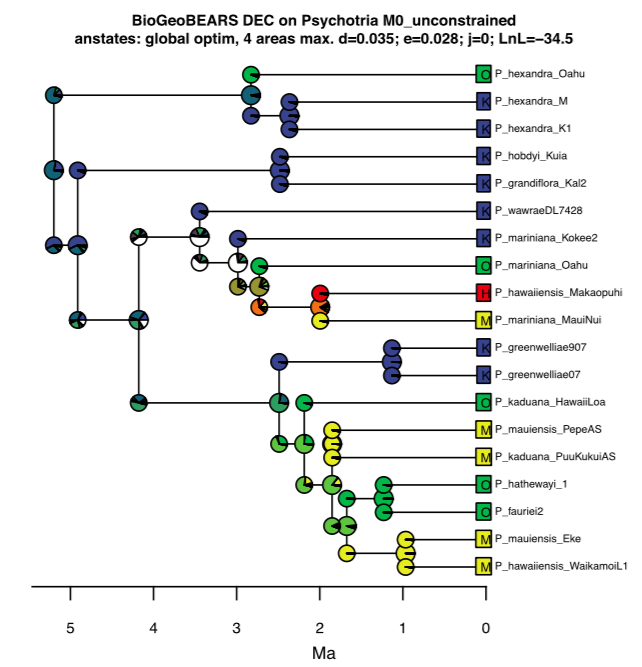 BioGeoBEARS DEC on Psychotria M0_unconstrained
anstates: global optim, 4 areas max. d=0.035; e=0.028; j=0; LnL=−34.5
O P_hexandra_Oahu
K P_hexandra_M
K P_hexandra_K1
K P_hobdyi_Kuia
K P_grandiflora_Kal2
K P_wawraeDL7428
K P_mariniana_Kokee2
O P_mariniana_Oahu
H P_hawaiiensis_Makaopuhi
M P_mariniana_MauiNui
K P_greenwelliae907
K P_greenwelliae07
O P_kaduana_HawaiiLoa
M P_mauiensis_PepeAS
M P_kaduana_PuuKukuiAS
O P_hathewayi_1
O P_fauriei2
M P_mauiensis_Eke
M P_hawaiiensis_WaikamoiL1
5 4 3 2 1 0
Ma